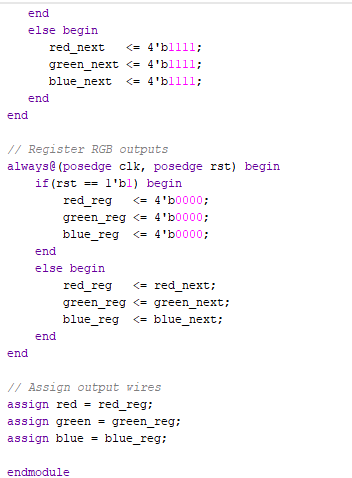 end
else begin
red_next <= 4'b1111;
green_next <= 4'b1111;
blue_next <= 4'b1111;
end
end
// Register RGB outputs
always@(posedge clk, posedge rst) begin
if(rst == 1'b1) begin
red_reg <= 4'b0000;
green_reg <= 4'b0000;
blue_reg <= 4'b0000;
end
else begin
red_reg <= red_next;
green_reg <= green_next;
blue_reg <= blue_next;
end
end
// Assign output wires
assign red = red_reg;
assign green = green_reg;
assign blue = blue_reg;
endmodule